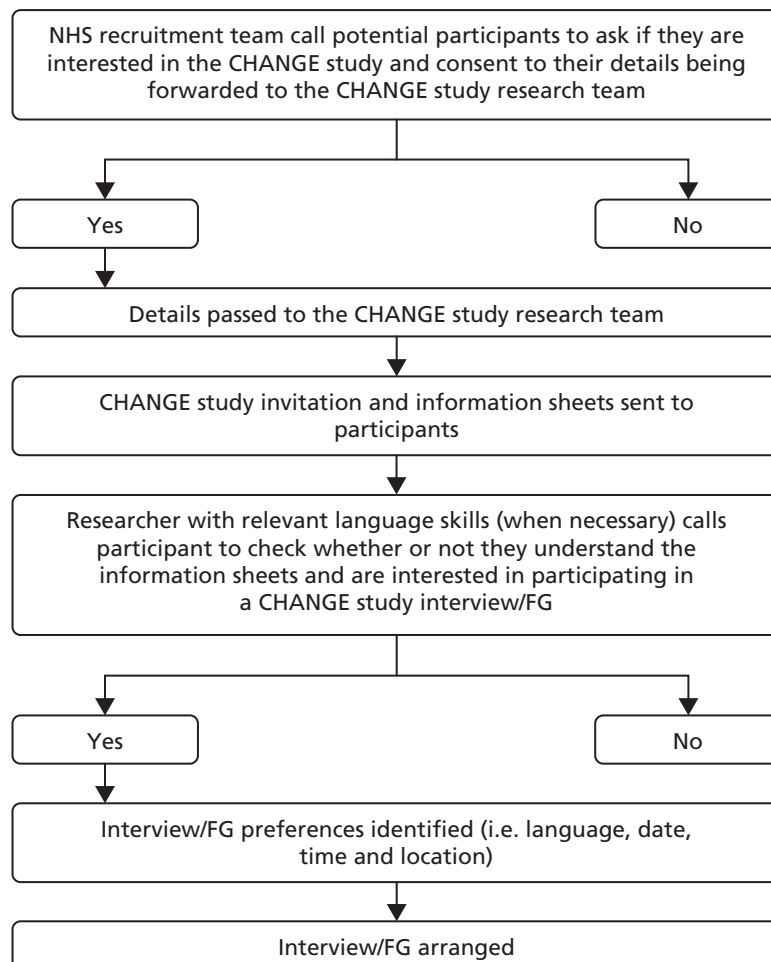 NHS recruitment team call potential participants to ask if they are
interested in the CHANGE study and consent to their details being
forwarded to the CHANGE study research team
Yes
No
Details passed to the CHANGE study research team
CHANGE study invitation and information sheets sent to
participants
Researcher with relevant language skills (when necessary) calls
participant to check whether or not they understand the
information sheets and are interested in participating in
a CHANGE study interview/FG
Yes
No
Interview/FG preferences identified (i.e. language, date,
time and location)
Interview/FG arranged